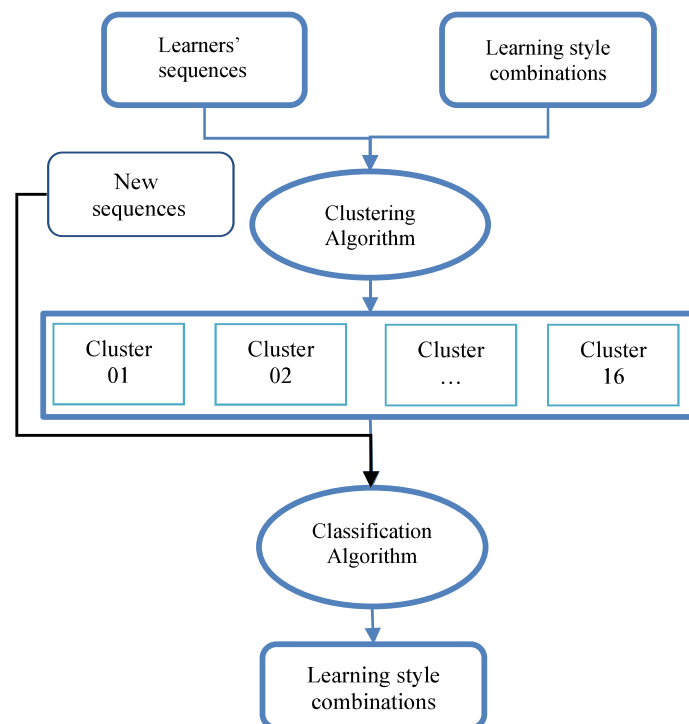 Learners’
sequences
Learning style
combinations
New
sequences
Clustering
Algorithm
Cluster
01
Cluster
02
Cluster
…
Cluster
16
Classification
Algorithm
Learning style
combinations